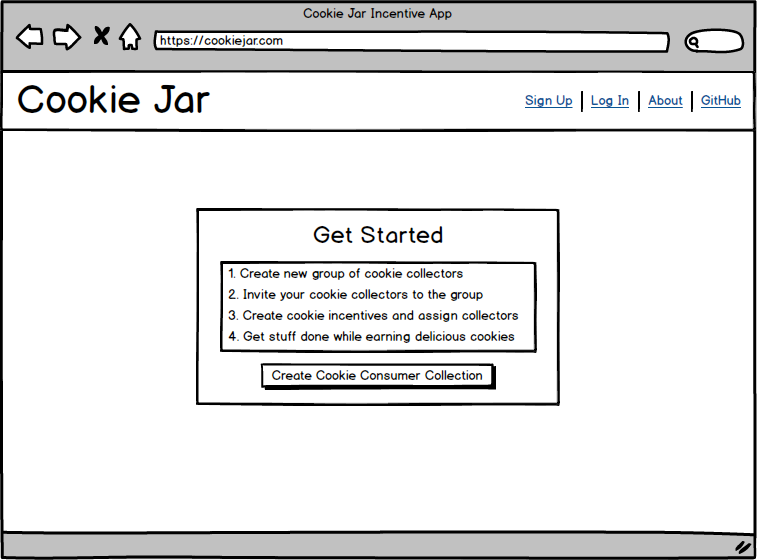 Cookie Jar Incentive App
https://cookiejar.com
Cookie Jar
Sign Up | Log In | About | GitHub
Get Started
1. Create new group of cookie collectors
2. Invite your cookie collectors to the group
3. Create cookie incentives and assign collectors
4. Get stuff done while earning delicious cookies
Create Cookie Consumer Collection